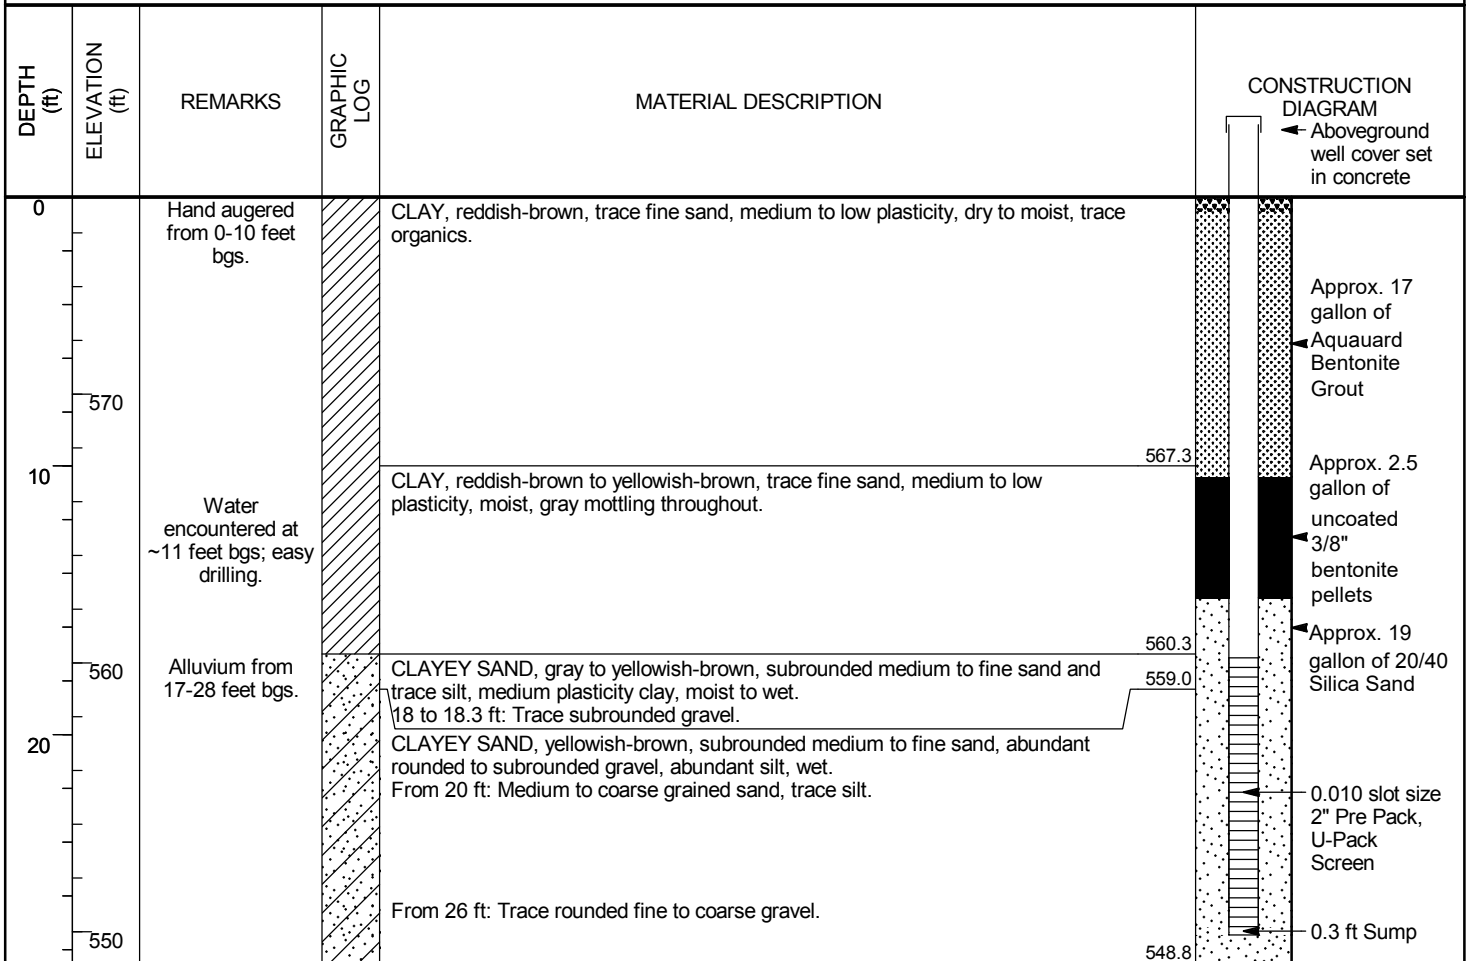 DEPTH
(ft)
ELEVATION
(ft)
REMARKS
GRAPHIC
LOG
MATERIAL DESCRIPTION
CONSTRUCTION
DIAGRAM
Aboveground
well cover set
in concrete
0
Hand augered
from 0-10 feet
bgs.
CLAY, reddish-brown, trace fine sand, medium to low plasticity, dry to moist, trace
organics.
Approx. 17
gallon of
Aquauard
Bentonite
Grout
570
567.3
10
CLAY, reddish-brown to yellowish-brown, trace fine sand, medium to low
plasticity, moist, gray mottling throughout.
Water
encountered at
~11 feet bgs; easy
drilling.
Approx. 2.5
gallon of
uncoated
3/8"
bentonite
pellets
560.3
560
Alluvium from
17-28 feet bgs.
CLAYEY SAND, gray to yellowish-brown, subrounded medium to fine sand and
trace silt, medium plasticity clay, moist to wet.
18 to 18.3 ft: Trace subrounded gravel.
559.0
Approx. 19
gallon of 20/40
Silica Sand
20
CLAYEY SAND, yellowish-brown, subrounded medium to fine sand, abundant
rounded to subrounded gravel, abundant silt, wet.
From 20 ft: Medium to coarse grained sand, trace silt.
0.010 slot size
2" Pre Pack,
U-Pack
Screen
From 26 ft: Trace rounded fine to coarse gravel.
550
0.3 ft Sump
548.8